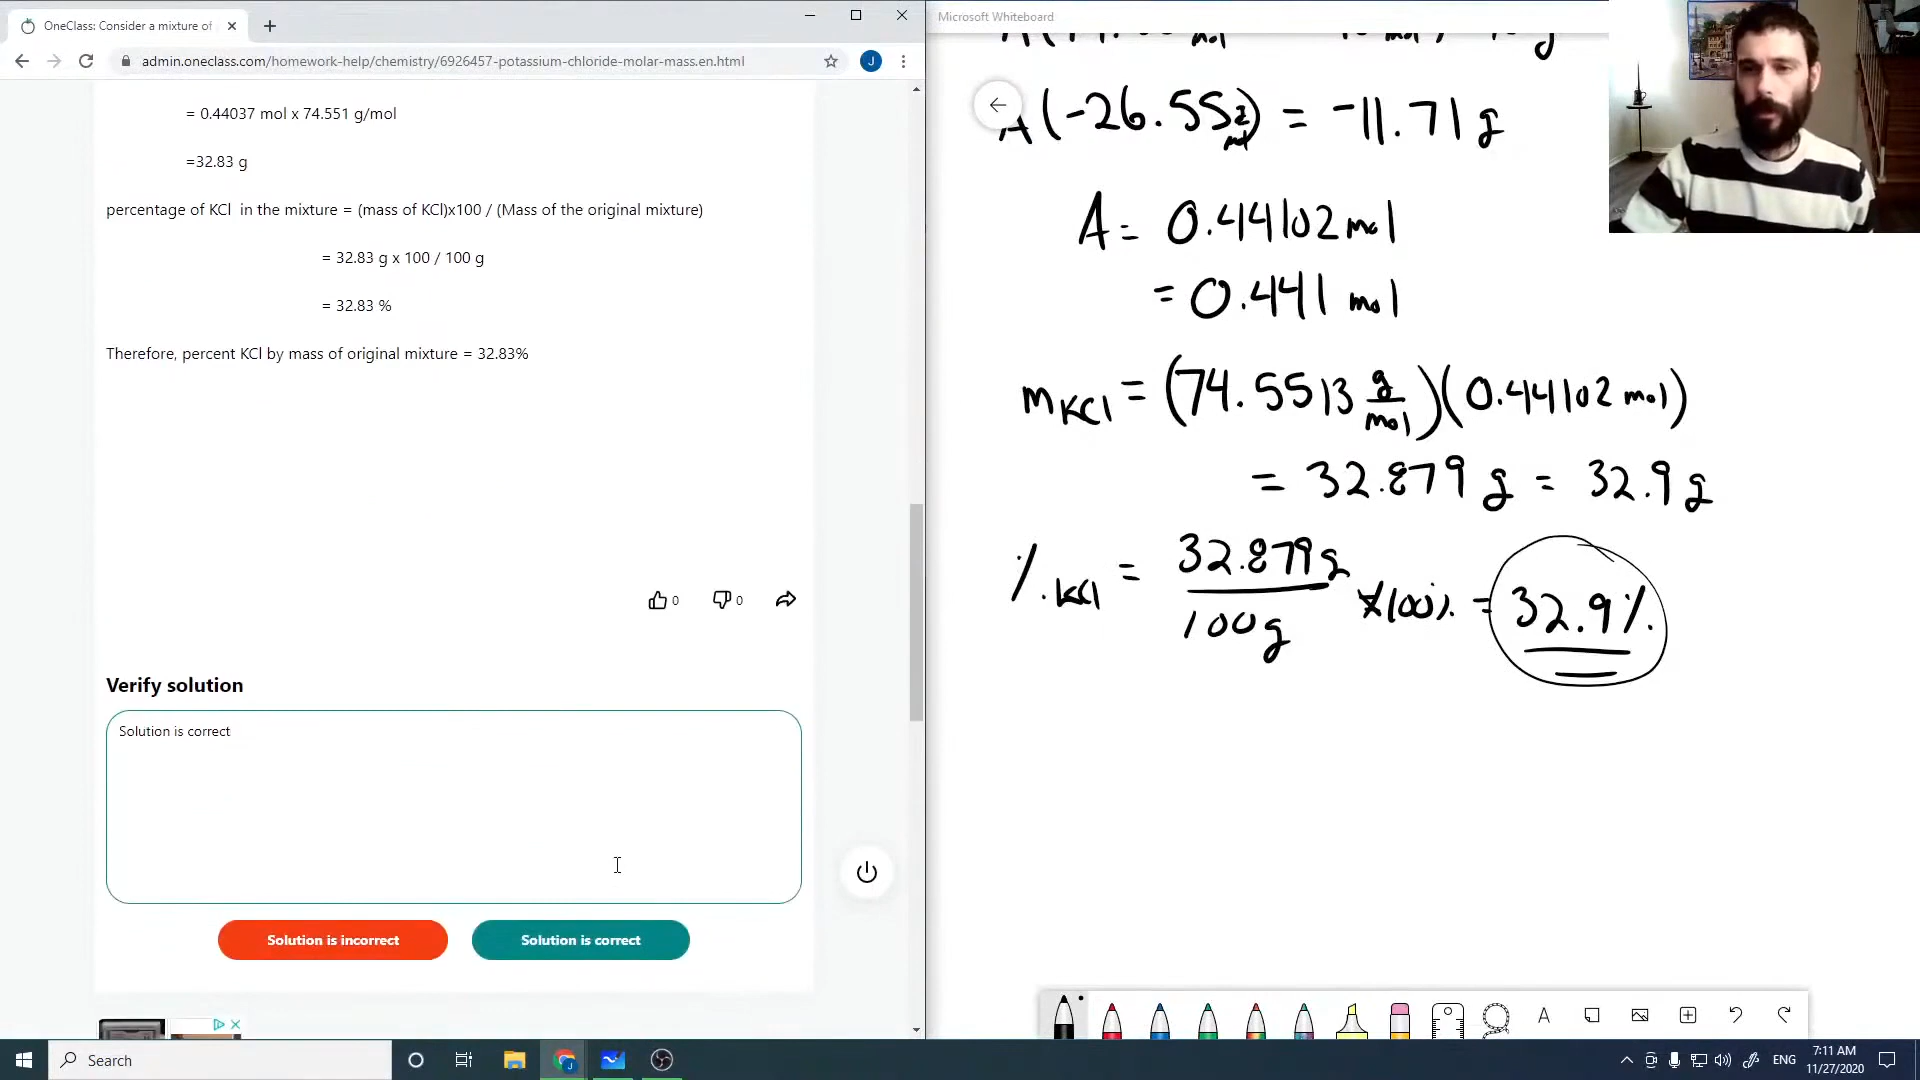 OneClass: Consider a mixture of
admin.oneclass.com/homework-help/chemistry/6926457-potassium-chloride-molar-mass.en.html
J
= 0.44037 mol x 74.551 g/mol
=32.83 g
percentage of KCl in the mixture = (mass of KCl)x100 / (Mass of the original mixture)
= 32.83 g x 100 / 100 g
= 32.83 %
Therefore, percent KCl by mass of original mixture = 32.83%
0
0
Verify solution
Solution is correct
Solution is incorrect
Solution is correct
Microsoft Whiteboard
A(-26.55 g/mol) = -11.71 g
A = 0.44102 mol
= 0.441 mol
mKCl = (74.5513 g/mol)(0.44102 mol)
= 32.879 g = 32.9 g
%KCl = 32.879g / 100g x100% = 32.9%
Search
ENG
7:11 AM
11/27/2020